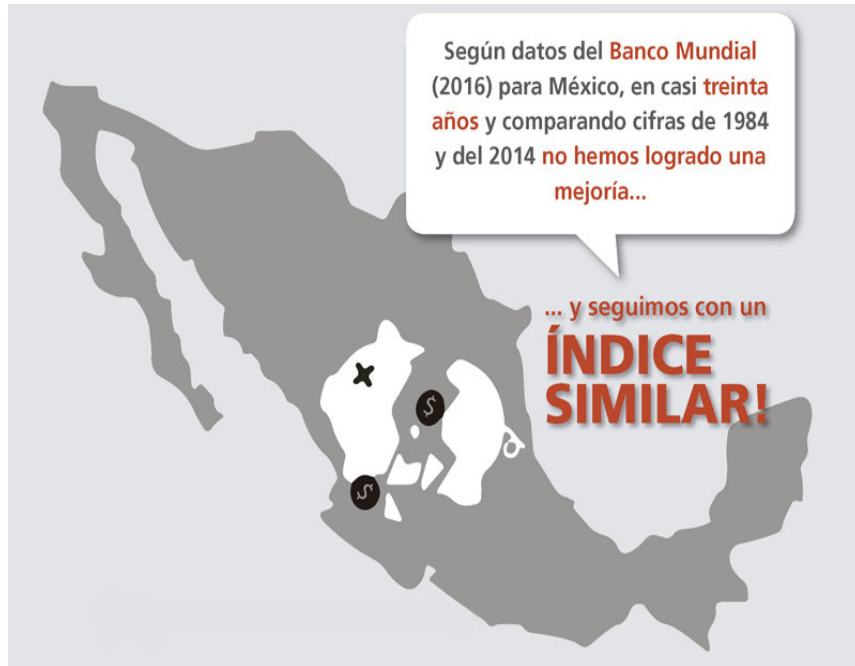 Según datos del Banco Mundial
(2016) para México, en casi treinta
años y comparando cifras de 1984
y del 2014 no hemos logrado una
mejoría...
... y seguimos con un
ÍNDICE
SIMILAR!
$
$